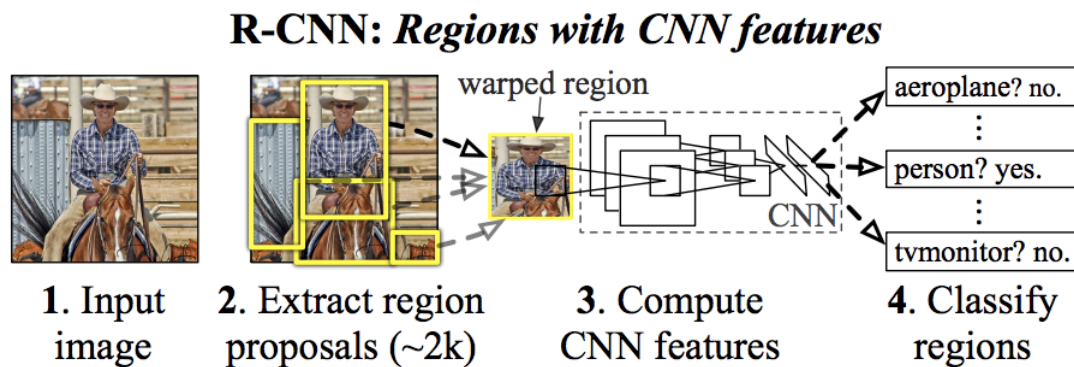 R-CNN: Regions with CNN features
warped region
aeroplane? no.
person? yes.
tvmonitor? no.
CNN
1. Input
image
2. Extract region
proposals (~2k)
3. Compute
CNN features
4. Classify
regions